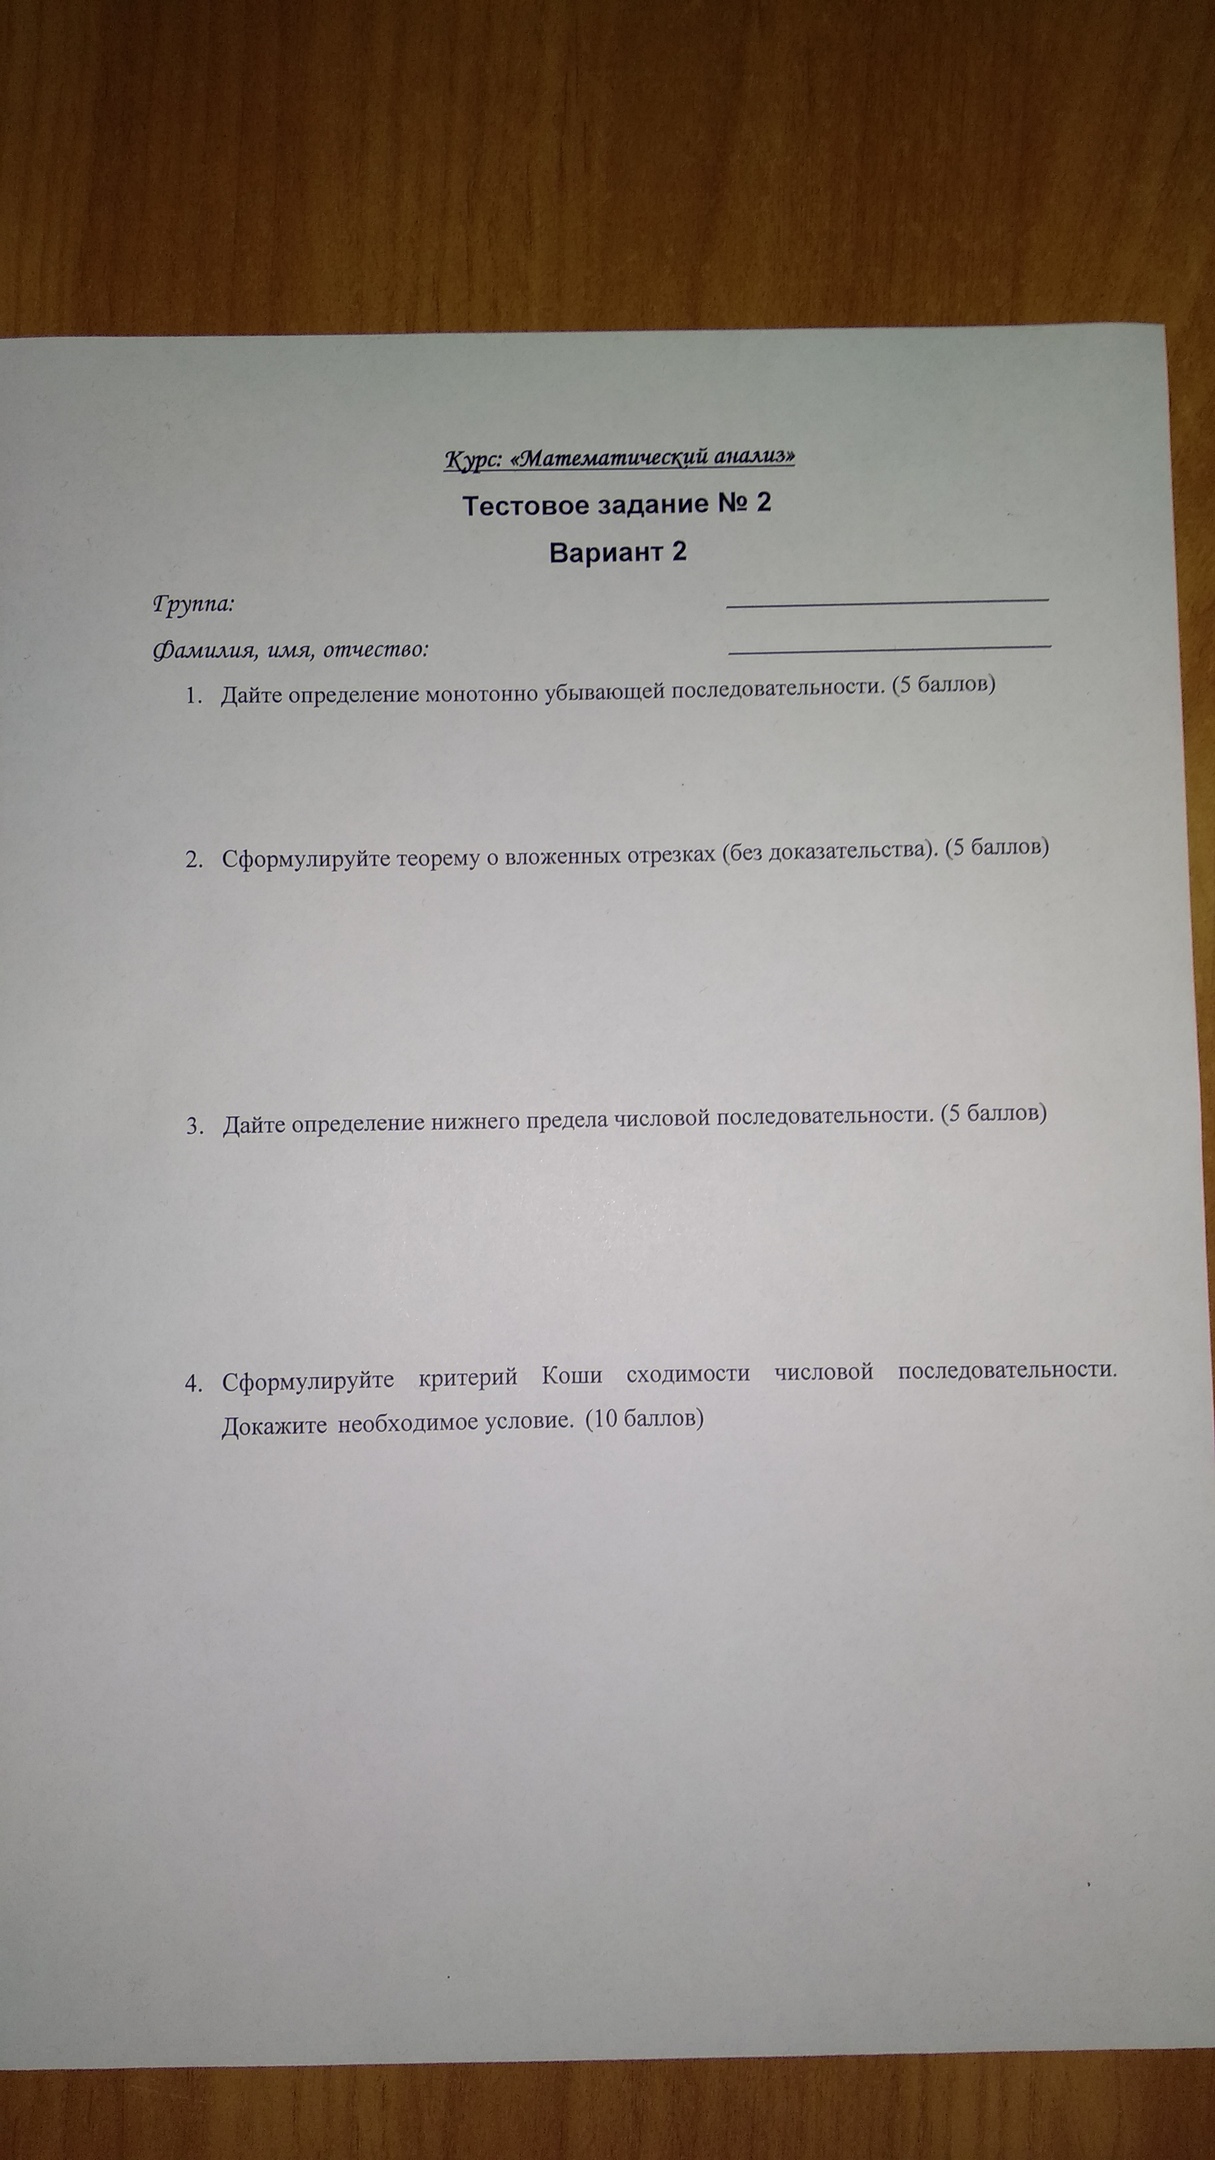 Курс: «Математический анализ»
Тестовое задание № 2
Вариант 2
Группа:
Фамилия, имя, отчество:
1. Дайте определение монотонно убывающей последовательности. (5 баллов)
2. Сформулируйте теорему о вложенных отрезках (без доказательства). (5 баллов)
3. Дайте определение нижнего предела числовой последовательности. (5 баллов)
4. Сформулируйте критерий Коши сходимости числовой последовательности.
Докажите необходимое условие. (10 баллов)